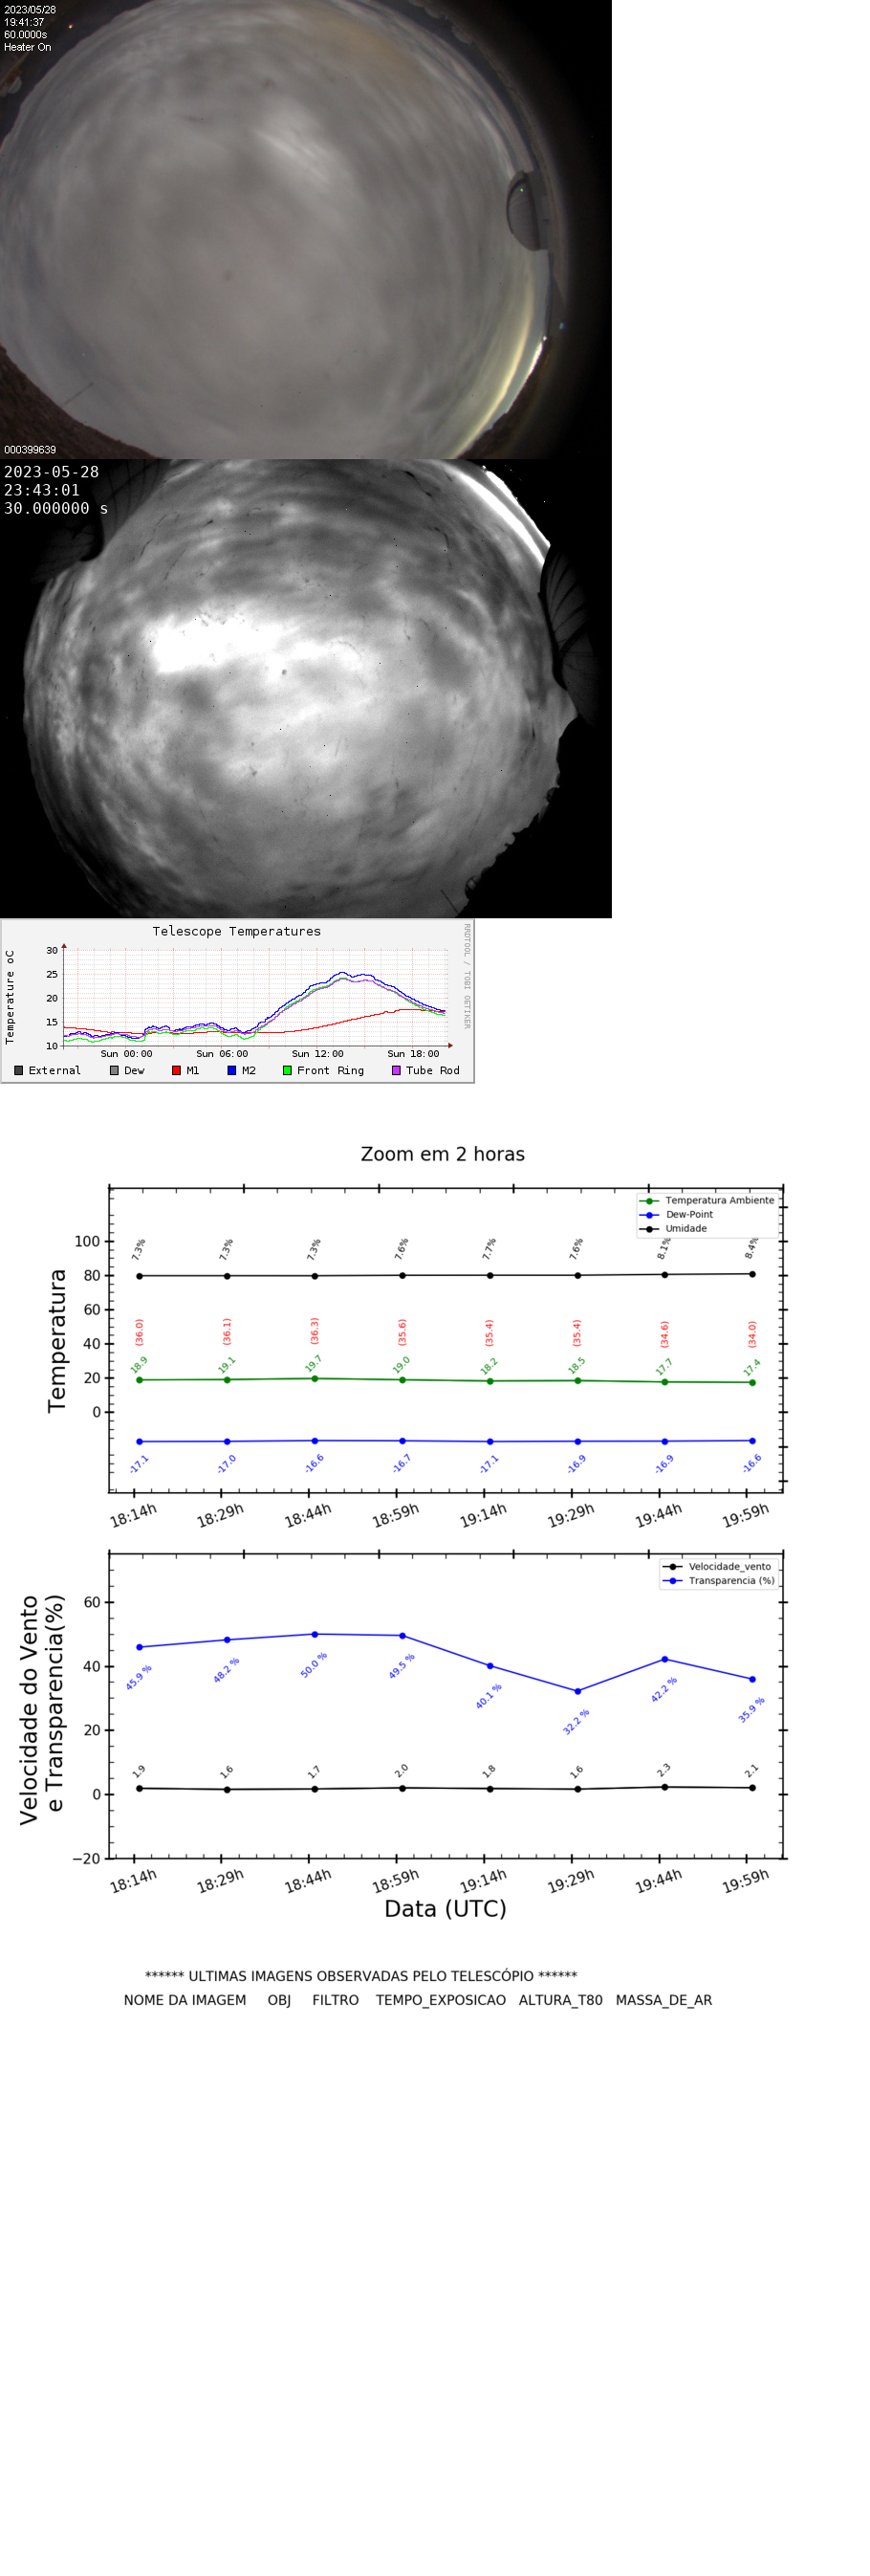 2023/05/28
19:41:37
60.0000s
Heater On
000399639
2023-05-28
23:43:01
30.000000 s
Telescope Temperatures
RRDTOOL / TOBI OETIKER
Temperature oC
30
25
20
15
10
Sun 00:00 Sun 06:00 Sun 12:00 Sun 18:00
External Dew M1 M2 Front Ring Tube Rod
Zoom em 2 horas
Temperatura Ambiente
Dew-Point
Umidade
Temperatura
100
80
60
40
20
0
7.3% 7.3% 7.3% 7.6% 7.7% 7.6% 8.1% 8.4%
(36.0) (36.1) (36.3) (35.6) (35.4) (35.4) (34.6) (34.0)
18.9 19.1 19.7 19.0 18.2 18.5 17.7 17.4
-17.1 -17.0 -16.6 -16.7 -17.1 -16.9 -16.9 -16.6
18:14h 18:29h 18:44h 18:59h 19:14h 19:29h 19:44h 19:59h
Velocidade_vento
Transparencia (%)
Velocidade do Vento
e Transparencia(%)
60
40
20
0
−20
45.9 % 48.2 % 50.0 % 49.5 % 40.1 % 32.2 % 42.2 % 35.9 %
1.9 1.6 1.7 2.0 1.8 1.6 2.3 2.1
18:14h 18:29h 18:44h 18:59h 19:14h 19:29h 19:44h 19:59h
Data (UTC)
****** ULTIMAS IMAGENS OBSERVADAS PELO TELESCÓPIO ******
NOME DA IMAGEM OBJ FILTRO TEMPO_EXPOSICAO ALTURA_T80 MASSA_DE_AR